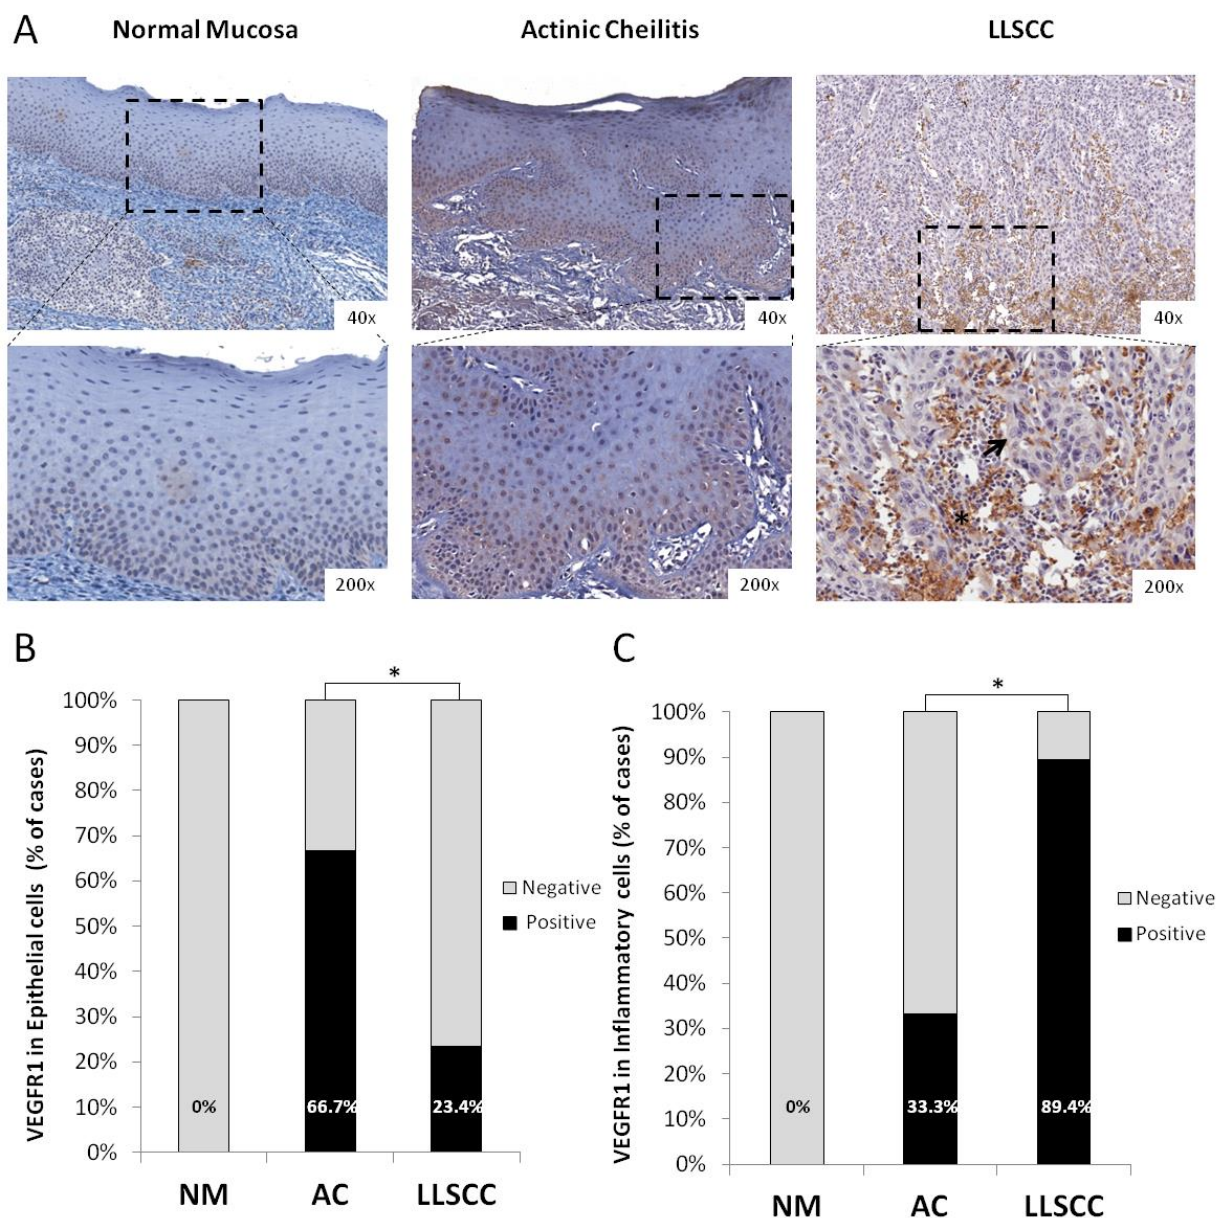 A
Normal Mucosa
Actinic Cheilitis
LLSCC
40x
40x
40x
200x
200x
*
200x
B
*
VEGFR1 in Epithelial cells (% of cases)
100%
90%
80%
70%
60%
50%
40%
30%
20%
10%
0%
0%
66.7%
23.4%
Negative
Positive
NM
AC
LLSCC
C
*
VEGFR1 in Inflammatory cells (% of cases)
100%
90%
80%
70%
60%
50%
40%
30%
20%
10%
0%
0%
33.3%
89.4%
Negative
Positive
NM
AC
LLSCC